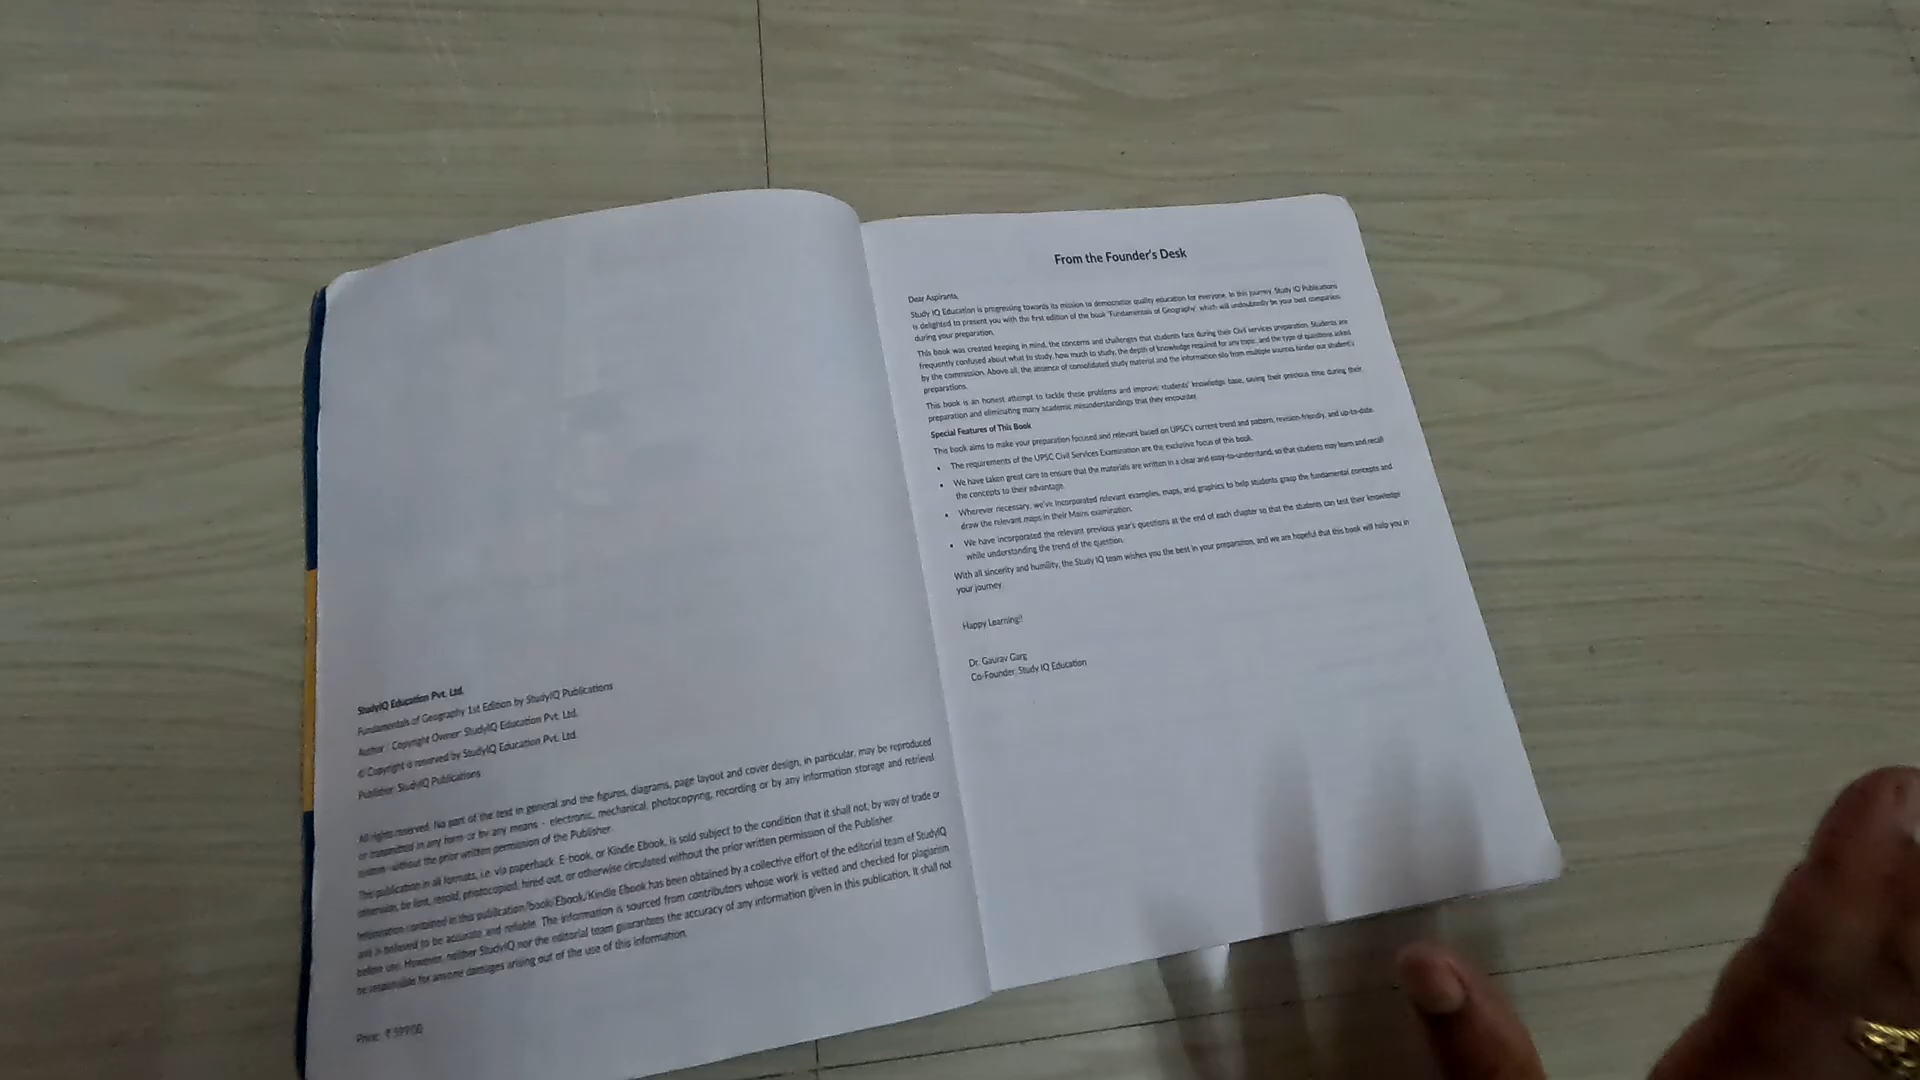 StudyIQ Education Pvt. Ltd.
Fundamentals of Geography 1st Edition by StudyIQ Publications
Author / Copyright Owner: StudyIQ Education Pvt. Ltd.
© Copyright is reserved by StudyIQ Education Pvt. Ltd.
Publisher: StudyIQ Publications
All rights reserved. No part of the text in general and the figures, diagrams, page layout and cover design, in particular, may be reproduced
or transmitted in any form or by any means - electronic, mechanical, photocopying, recording or by any information storage and retrieval
system - without the prior written permission of the Publisher.
This publication in all formats, i.e. via paperback, E-book, or Kindle Ebook, is sold subject to the condition that it shall not, by way of trade or
otherwise, be lent, resold, photocopied, hired out, or otherwise circulated without the prior written permission of the Publisher.
Information contained in this publication/book/Ebook/Kindle Ebook has been obtained by a collective effort of the editorial team of StudyIQ
and is believed to be accurate and reliable. The information is sourced from contributors whose work is vetted and checked for plagiarism
before use. However, neither StudyIQ nor the editorial team guarantees the accuracy of any information given in this publication. It shall not
be responsible for anyone damages arising out of the use of this information.
Price: ₹
From the Founder's Desk
Dear Aspirants,
Study IQ Education is progressing towards its mission to democratize quality education for everyone. In this journey, Study IQ Publications
is delighted to present you with the first edition of the book 'Fundamentals of Geography' which will undoubtedly be your best companion
during your preparation.
This book was created keeping in mind, the concerns and challenges that students face during their Civil services preparation. Students are
frequently confused about what to study, how much to study, the depth of knowledge required for any topic, and the type of questions asked
by the commission. Above all, the absence of consolidated study material and the information silo from multiple sources hinder our student's
preparations.
This book is an honest attempt to tackle these problems and improve students' knowledge base, saving their precious time during their
preparation and eliminating many academic misunderstandings that they encounter.
Special Features of This Book
This book aims to make your preparation focused and relevant based on UPSC's current trend and pattern, revision-friendly, and up-to-date.
• The requirements of the UPSC Civil Services Examination are the exclusive focus of this book.
• We have taken great care to ensure that the materials are written in a clear and easy-to-understand, so that students may learn and recall
the concepts to their advantage.
• Wherever necessary, we've incorporated relevant examples, maps, and graphics to help students grasp the fundamental concepts and
draw the relevant maps in their Mains examination.
• We have incorporated the relevant previous year's questions at the end of each chapter so that the students can test their knowledge
while understanding the trend of the question.
With all sincerity and humility, the Study IQ team wishes you the best in your preparation, and we are hopeful that this book will help you in
your journey.
Happy Learning!!
Dr. Gaurav Garg
Co-Founder, Study IQ Education